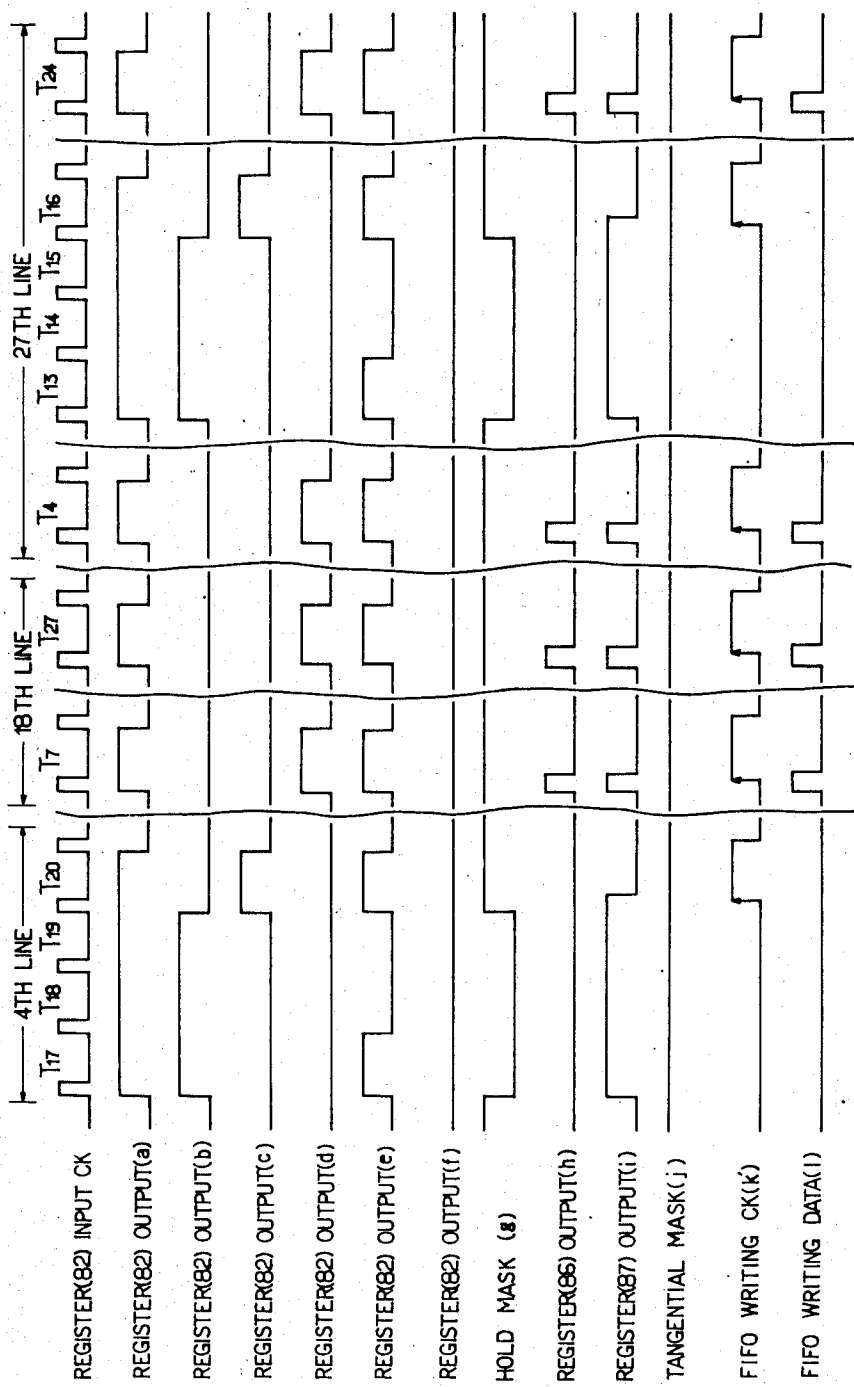 4TH LINE
18TH LINE
27TH LINE
T17 T18 T19 T20 T7 T27 T4 T13 T14 T15 T16 T24
REGISTER(82) INPUT CK
REGISTER(82) OUTPUT(a)
REGISTER(82) OUTPUT(b)
REGISTER(82) OUTPUT(c)
REGISTER(82) OUTPUT(d)
REGISTER(82) OUTPUT(e)
REGISTER(82) OUTPUT(f)
HOLD MASK (g)
REGISTER(86) OUTPUT(h)
REGISTER(87) OUTPUT(i)
TANGENTIAL MASK(j)
FIFO WRITING CK(k)
FIFO WRITING DATA(l)